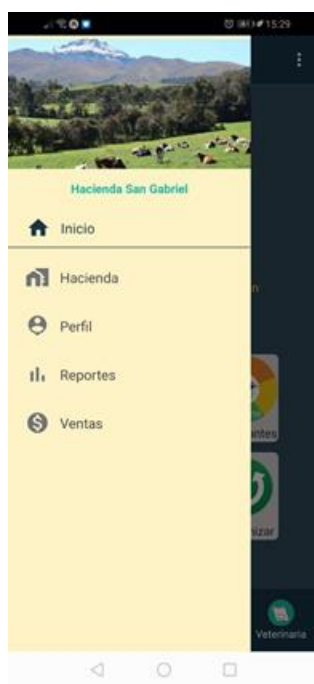 15:29
Hacienda San Gabriel
Inicio
Hacienda
Perfil
Reportes
Ventas
Veterinaria